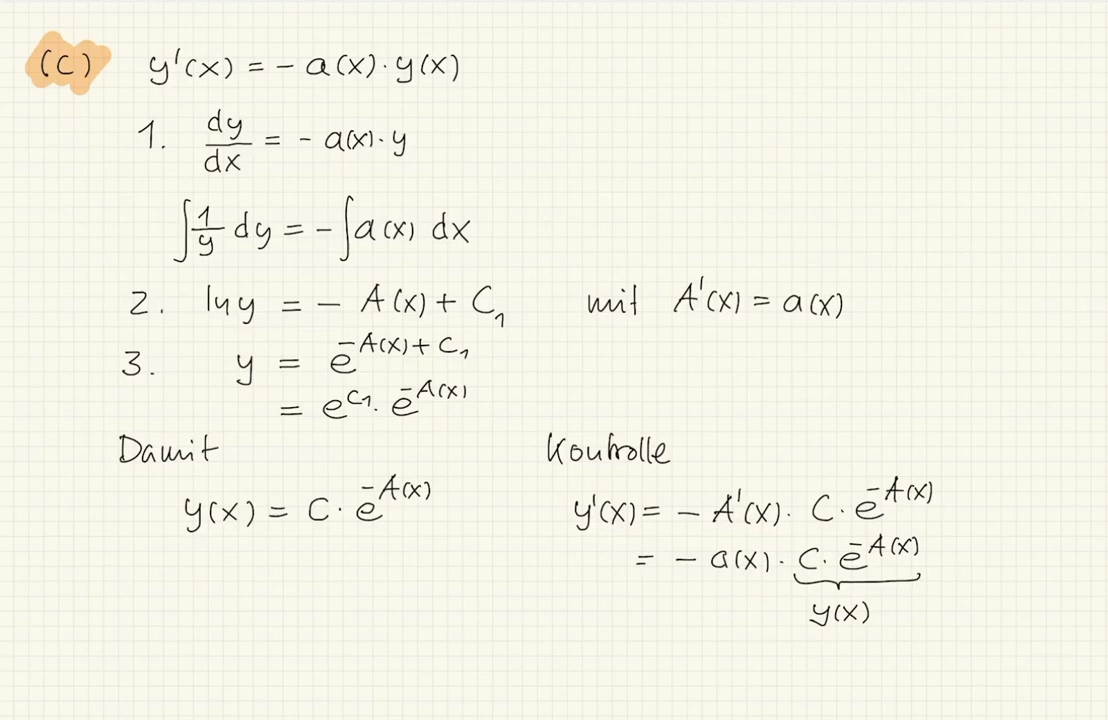 (c) y'(x) = - a(x) · y(x)
1. dy/dx = - a(x) · y
∫ 1/y dy = - ∫ a(x) dx
2. ln y = - A(x) + C₁ mit A'(x) = a(x)
3. y = e^(-A(x) + C₁)
= e^(C₁) · e^(-A(x))
Damit
y(x) = C · e^(-A(x))
Kontrolle
y'(x) = - A'(x) · C · e^(-A(x))
= - a(x) · C · e^(-A(x))
y(x)